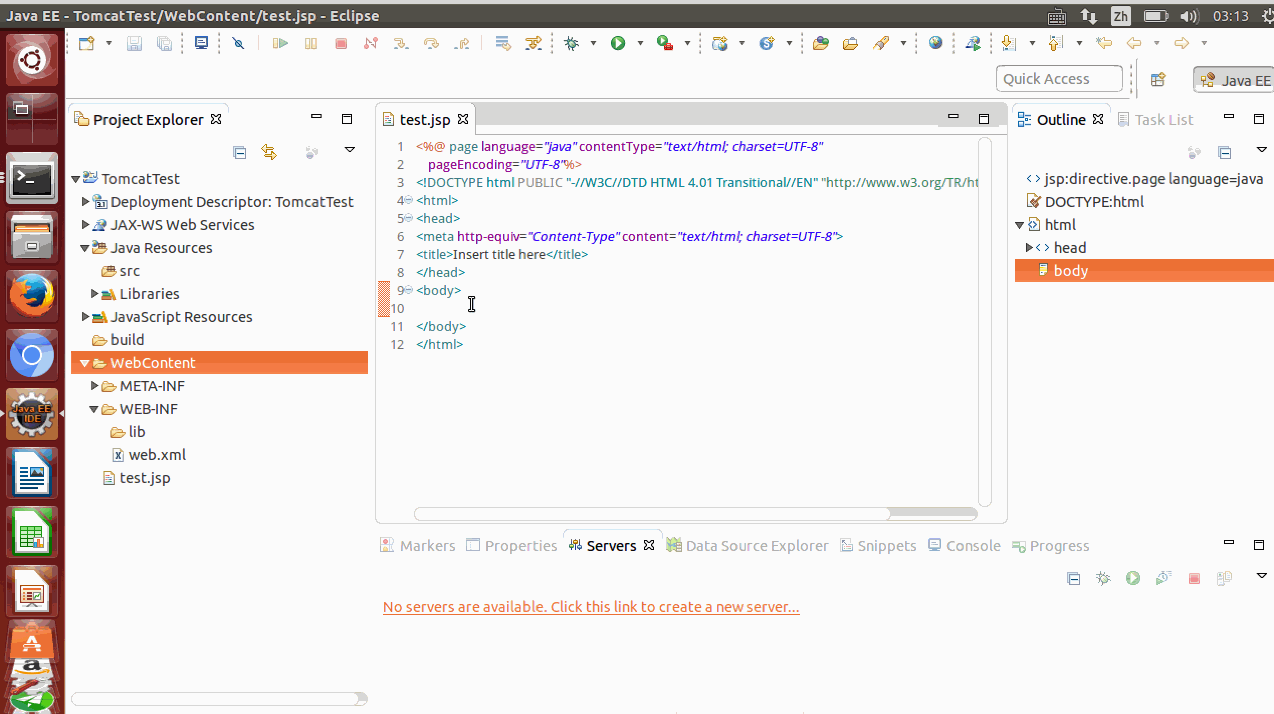 Java EE - TomcatTest/WebContent/test.jsp - Eclipse
Zh
03:13
Quick Access
Java EE
Project Explorer
TomcatTest
Deployment Descriptor: TomcatTest
JAX-WS Web Services
Java Resources
src
Libraries
JavaScript Resources
build
WebContent
META-INF
WEB-INF
lib
web.xml
test.jsp
Java EE
IDE
test.jsp
1 <%@ page language="java" contentType="text/html; charset=UTF-8"
2 pageEncoding="UTF-8"%>
3 <!DOCTYPE html PUBLIC "-//W3C//DTD HTML 4.01 Transitional//EN" "http://www.w3.org/TR/ht
4 <html>
5 <head>
6 <meta http-equiv="Content-Type" content="text/html; charset=UTF-8">
7 <title>Insert title here</title>
8 </head>
9 <body>
10
11 </body>
12 </html>
Outline
Task List
jsp:directive.page language=java
DOCTYPE:html
html
head
body
Markers
Properties
Servers
Data Source Explorer
Snippets
Console
Progress
No servers are available. Click this link to create a new server...